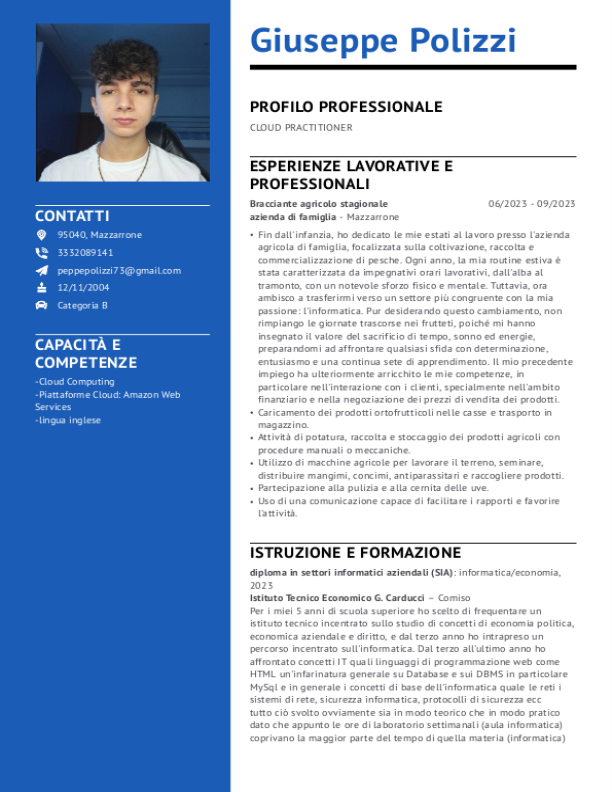 Giuseppe Polizzi
PROFILO PROFESSIONALE
CLOUD PRACTITIONER
ESPERIENZE LAVORATIVE E
PROFESSIONALI
Bracciante agricolo stagionale 06/2023 - 09/2023
azienda di famiglia - Mazzarrone
• Fin dall'infanzia, ho dedicato le mie estati al lavoro presso l'azienda
agricola di famiglia, focalizzata sulla coltivazione, raccolta e
commercializzazione di pesche. Ogni anno, la mia routine estiva è
stata caratterizzata da impegnativi orari lavorativi, dall'alba al
tramonto, con un notevole sforzo fisico e mentale. Tuttavia, ora
ambisco a trasferirmi verso un settore più congruente con la mia
passione: l'informatica. Pur desiderando questo cambiamento, non
rimpiango le giornate trascorse nei frutteti, poiché mi hanno
insegnato il valore del sacrificio di tempo, sonno ed energie,
preparandomi ad affrontare qualsiasi sfida con determinazione,
entusiasmo e una continua sete di apprendimento. Il mio precedente
impiego ha ulteriormente arricchito le mie competenze, in
particolare nell'interazione con i clienti, specialmente nell'ambito
finanziario e nella negoziazione dei prezzi di vendita dei prodotti.
• Caricamento dei prodotti ortofrutticoli nelle casse e trasporto in
magazzino.
• Attività di potatura, raccolta e stoccaggio dei prodotti agricoli con
procedure manuali o meccaniche.
• Utilizzo di macchine agricole per lavorare il terreno, seminare,
distribuire mangimi, concimi, antiparassitari e raccogliere prodotti.
• Partecipazione alla pulizia e alla cernita delle uve.
• Uso di una comunicazione capace di facilitare i rapporti e favorire
l'attività.
ISTRUZIONE E FORMAZIONE
diploma in settori informatici aziendali (SIA): informatica/economia,
2023
Istituto Tecnico Economico G. Carducci – Comiso
Per i miei 5 anni di scuola superiore ho scelto di frequentare un
istituto tecnico incentrato sullo studio di concetti di economia politica,
economica aziendale e diritto, e dal terzo anno ho intrapreso un
percorso incentrato sull'informatica. Dal terzo all'ultimo anno ho
affrontato concetti IT quali linguaggi di programmazione web come
HTML un'infarinatura generale su Database e sui DBMS in particolare
MySql e in generale i concetti di base dell'informatica quale le reti i
sistemi di rete, sicurezza informatica, protocolli di sicurezza ecc
tutto ciò svolto ovviamente sia in modo teorico che in modo pratico
dato che appunto le ore di laboratorio settimanali (aula informatica)
coprivano la maggior parte del tempo di quella materia (informatica)
CONTATTI
95040, Mazzarrone
3332089141
peppepolizzi73@gmail.com
12/11/2004
Categoria B
CAPACITÀ E
COMPETENZE
-Cloud Computing
-Piattaforme Cloud: Amazon Web
Services
-lingua inglese